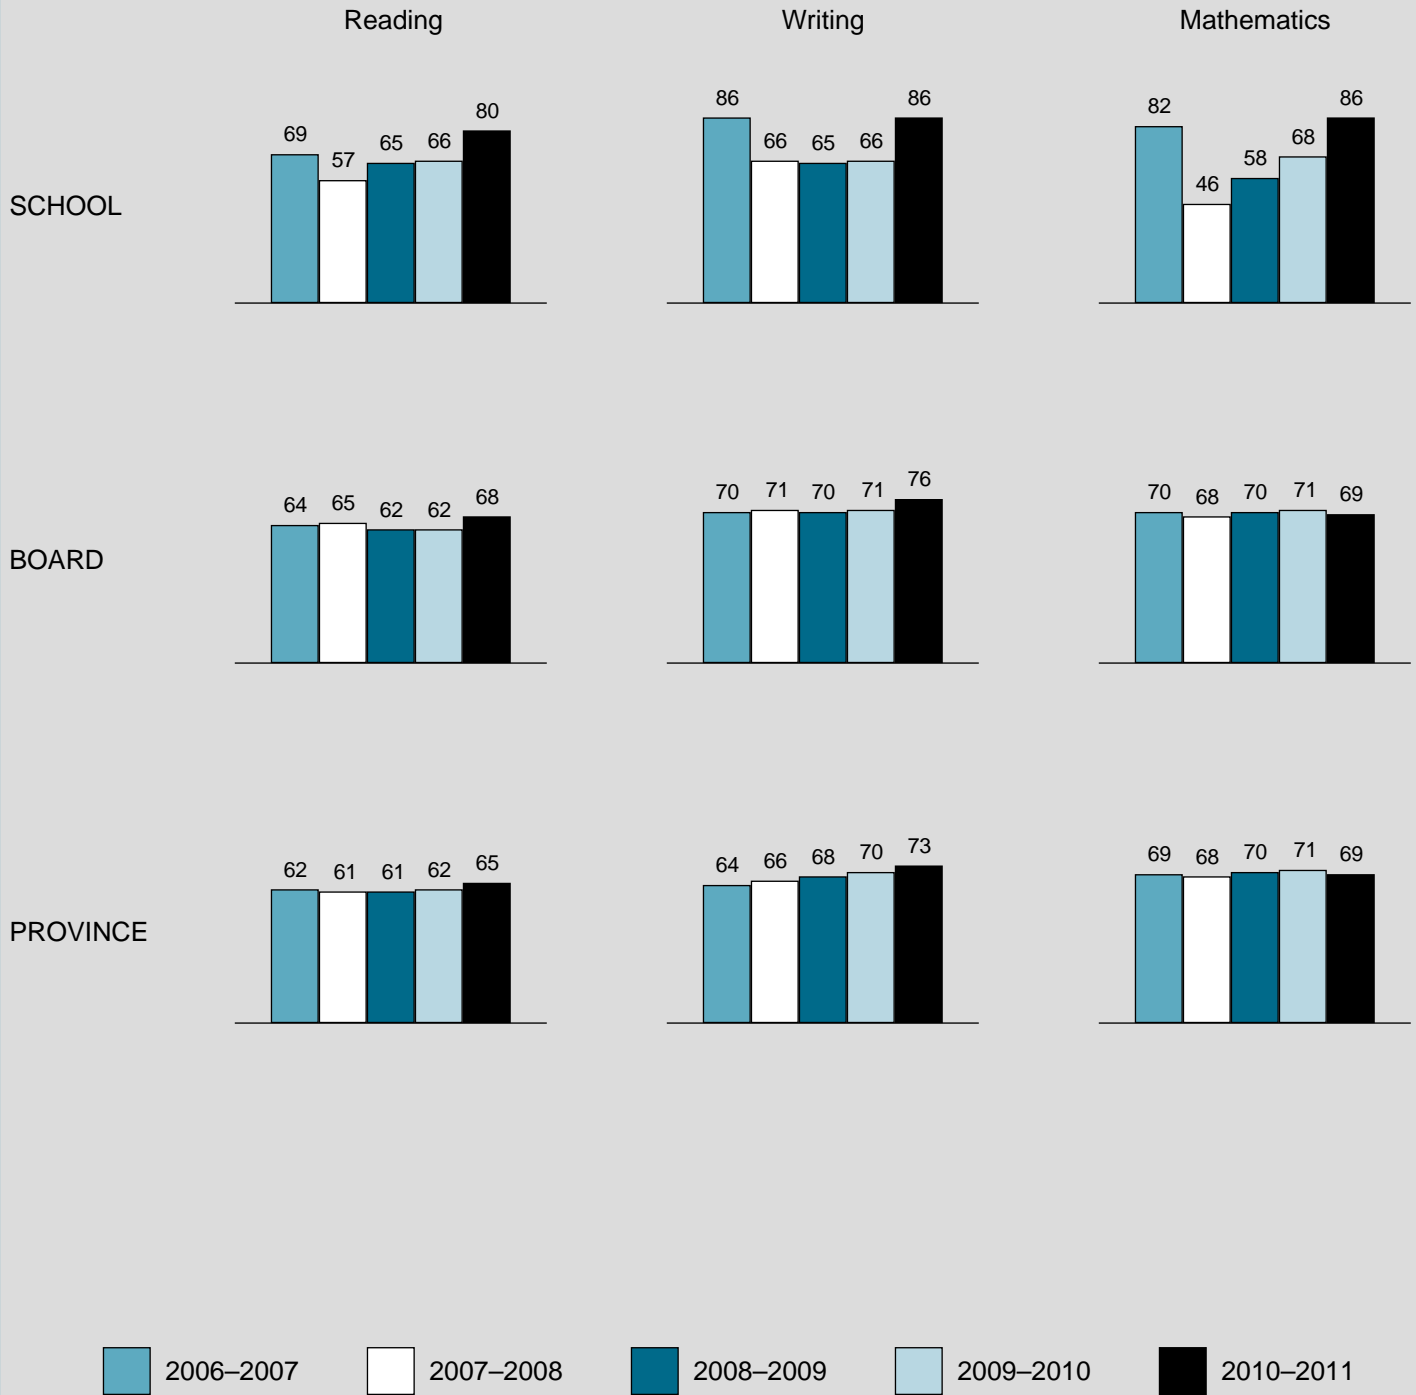 Reading Writing Mathematics
SCHOOL
69 57 65 66 80
86 66 65 66 86
82 46 58 68 86
BOARD
64 65 62 62 68
70 71 70 71 76
70 68 70 71 69
PROVINCE
62 61 61 62 65
64 66 68 70 73
69 68 70 71 69
2006–2007 2007–2008 2008–2009 2009–2010 2010–2011